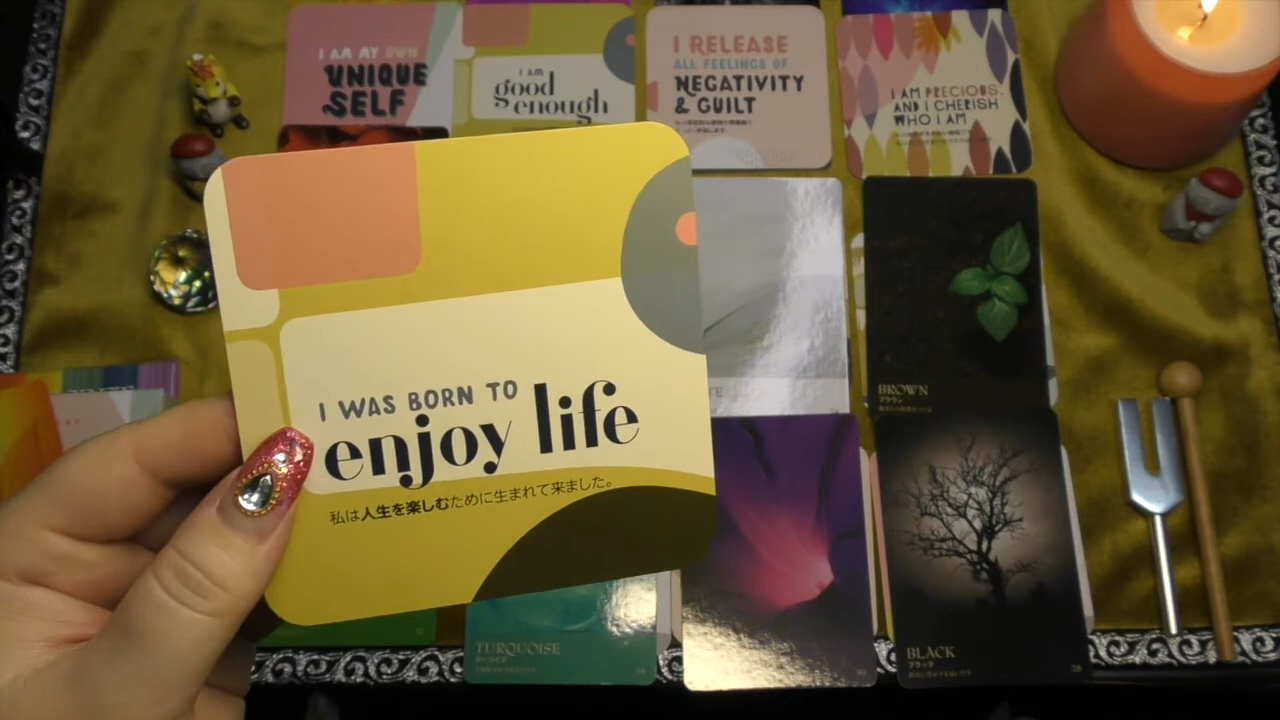 I AM MY OWN
UNIQUE
SELF
I AM
good
enough
I RELEASE
ALL FEELINGS OF
NEGATIVITY
& GUILT
I AM PRECIOUS,
AND I CHERISH
WHO I AM
I WAS BORN TO
enjoy life
私は人生を楽しむために生まれて来ました。
BROWN
ブラウン
TURQUOISE
ターコイズ
BLACK
ブラック